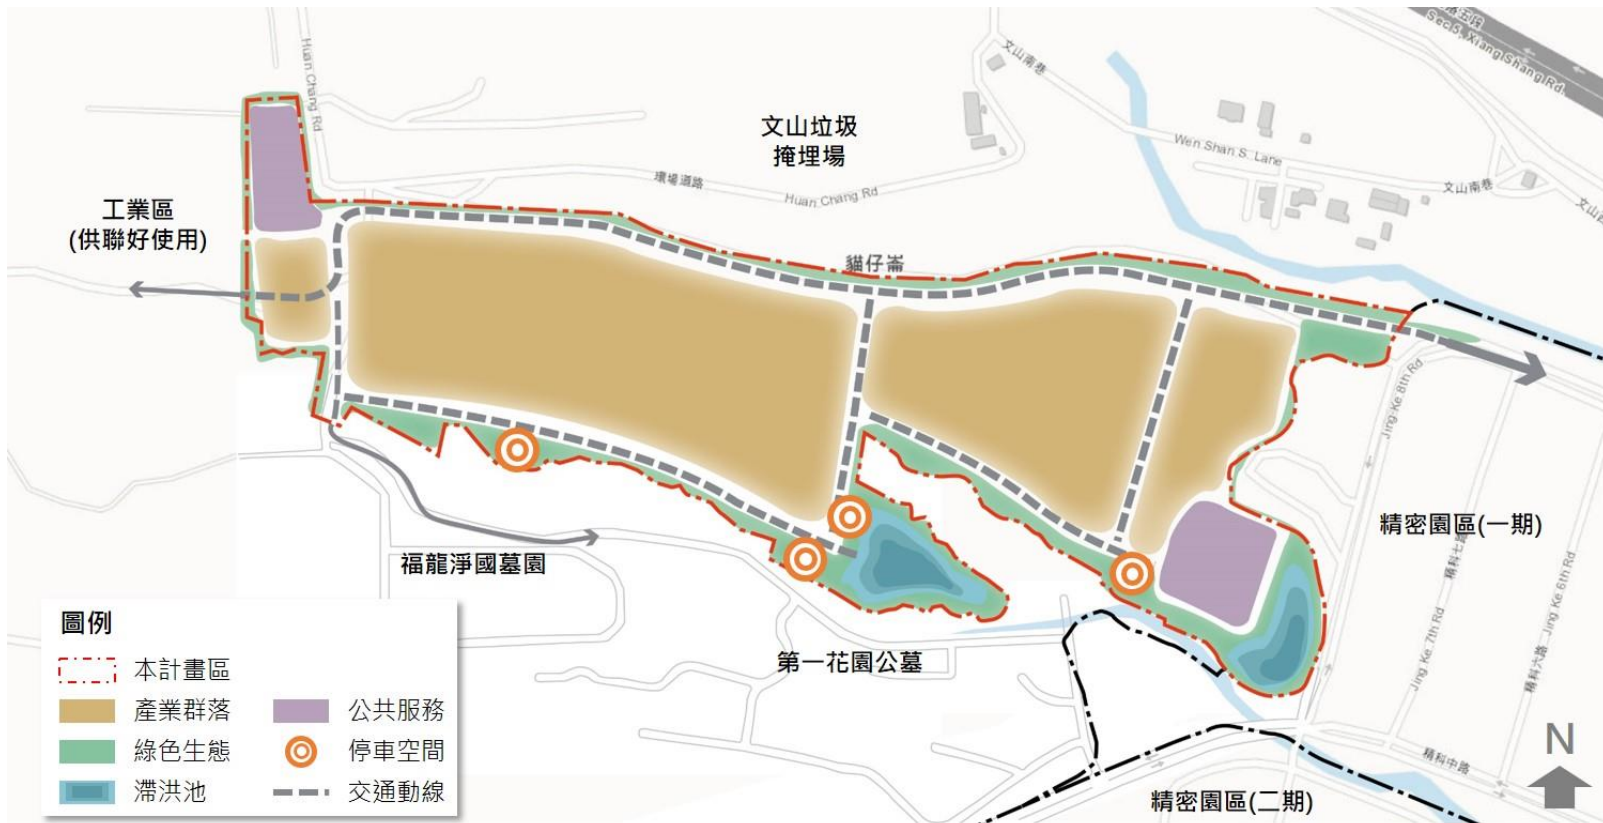 Sec 5, Xiang Shang Rd
Huan Chang Rd
文山南巷
文山垃圾
掩埋場
Wen Shan S. Lane
文山南巷
環場道路
Huan Chang Rd
工業區
(供聯好使用)
貓仔崙
Jing Ke 8th Rd
精密園區(一期)
精科七路
Jing Ke 7th Rd
精科六路 Jing Ke 6th Rd
福龍淨國墓園
第一花園公墓
精科中路
精密園區(二期)
N
圖例
本計畫區
產業群落
公共服務
綠色生態
停車空間
滯洪池
交通動線